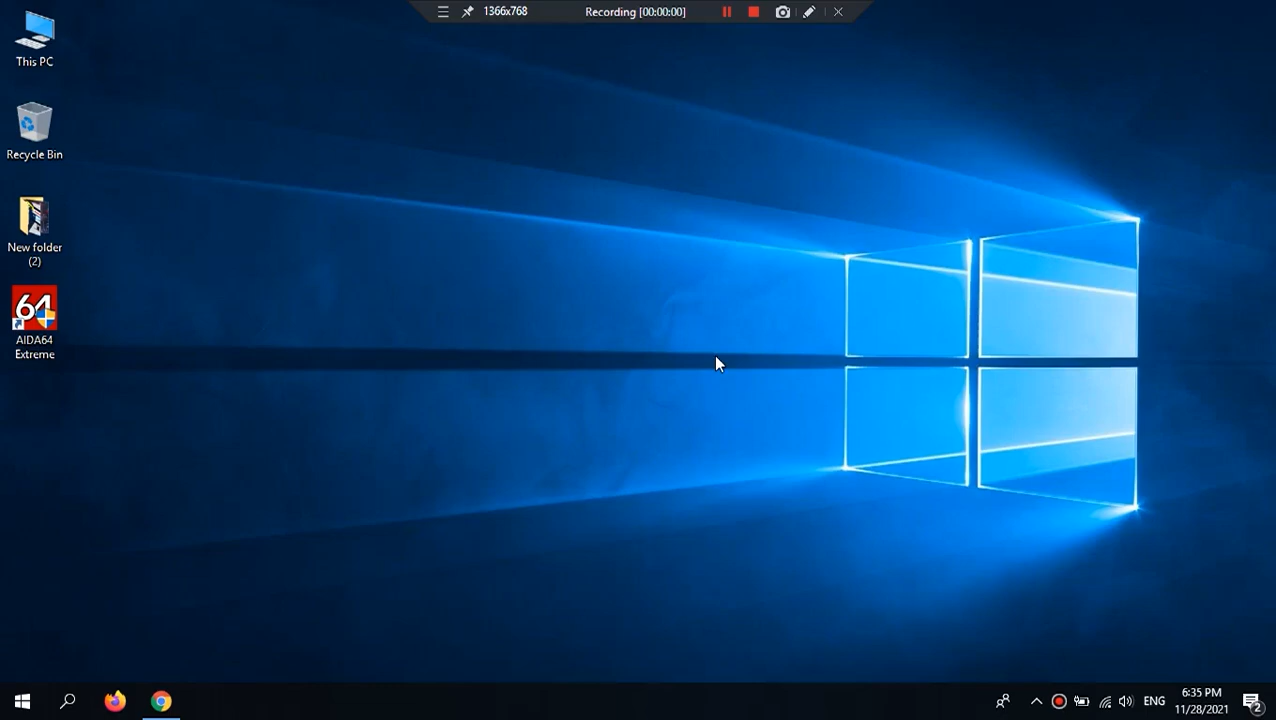 1366x768
Recording [00:00:00]
This PC
Recycle Bin
New folder
(2)
64
AIDA64
Extreme
ENG
6:35 PM
11/28/2021
2